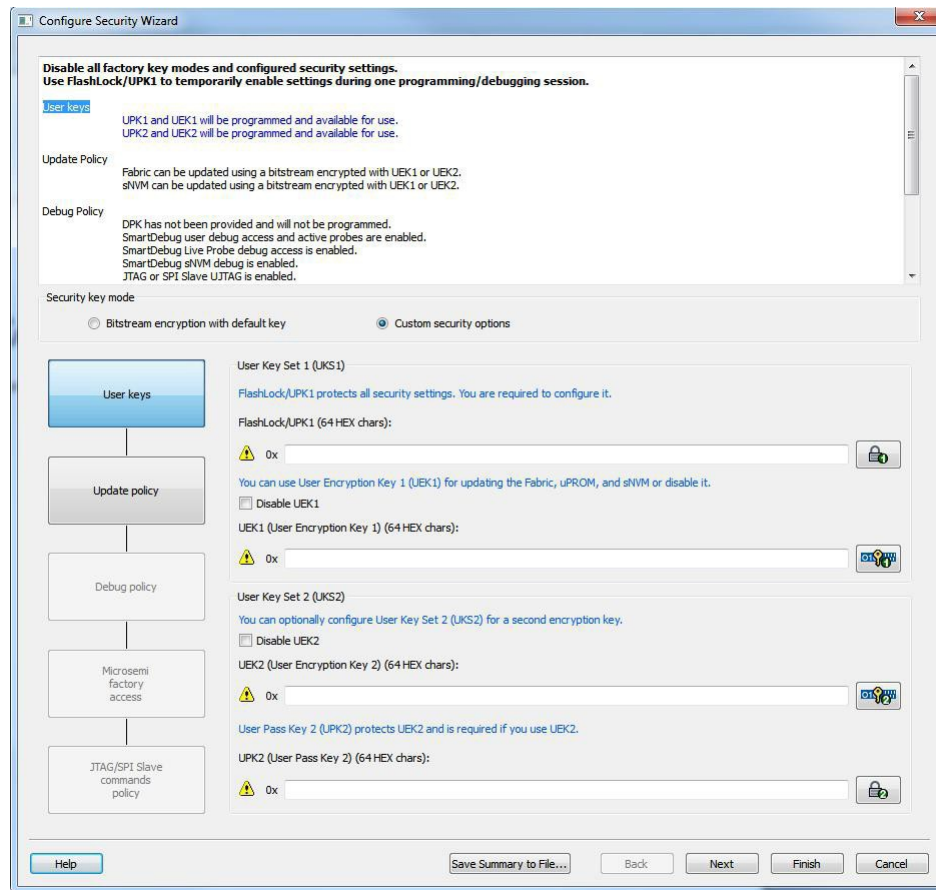 Configure Security Wizard
Disable all factory key modes and configured security settings.
Use FlashLock/UPK1 to temporarily enable settings during one programming/debugging session.
User keys
UPK1 and UEK1 will be programmed and available for use.
UPK2 and UEK2 will be programmed and available for use.
Update Policy
Fabric can be updated using a bitstream encrypted with UEK1 or UEK2.
sNVM can be updated using a bitstream encrypted with UEK1 or UEK2.
Debug Policy
DPK has not been provided and will not be programmed.
SmartDebug user debug access and active probes are enabled.
SmartDebug Live Probe debug access is enabled.
SmartDebug sNVM debug is enabled.
JTAG or SPI Slave UJTAG is enabled.
Security key mode
Bitstream encryption with default key
Custom security options
User keys
Update policy
Debug policy
Microsemi
factory
access
JTAG/SPI Slave
commands
policy
User Key Set 1 (UKS1)
FlashLock/UPK1 protects all security settings. You are required to configure it.
FlashLock/UPK1 (64 HEX chars):
0x
1
You can use User Encryption Key 1 (UEK1) for updating the Fabric, uPROM, and sNVM or disable it.
Disable UEK1
UEK1 (User Encryption Key 1) (64 HEX chars):
0x
1
User Key Set 2 (UKS2)
You can optionally configure User Key Set 2 (UKS2) for a second encryption key.
Disable UEK2
UEK2 (User Encryption Key 2) (64 HEX chars):
0x
2
User Pass Key 2 (UPK2) protects UEK2 and is required if you use UEK2.
UPK2 (User Pass Key 2) (64 HEX chars):
0x
2
Help
Save Summary to File...
Back
Next
Finish
Cancel